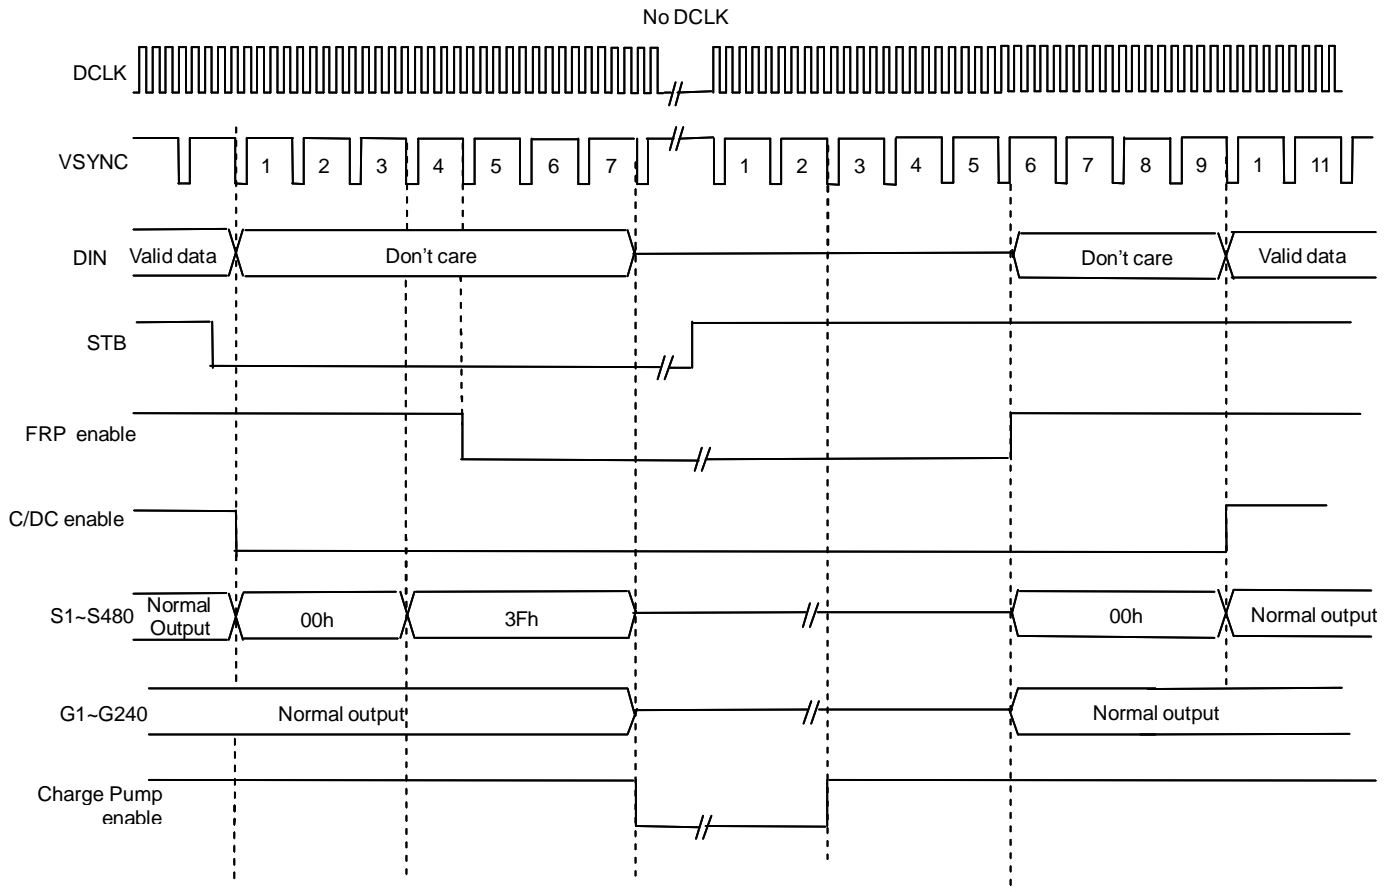 No DCLK
DCLK
VSYNC 1 2 3 4 5 6 7 1 2 3 4 5 6 7 8 9 1 11
DIN Valid data Don't care Don't care Valid data
STB
FRP enable
C/DC enable
S1~S480 Normal Output 00h 3Fh 00h Normal output
G1~G240 Normal output Normal output
Charge Pump
enable